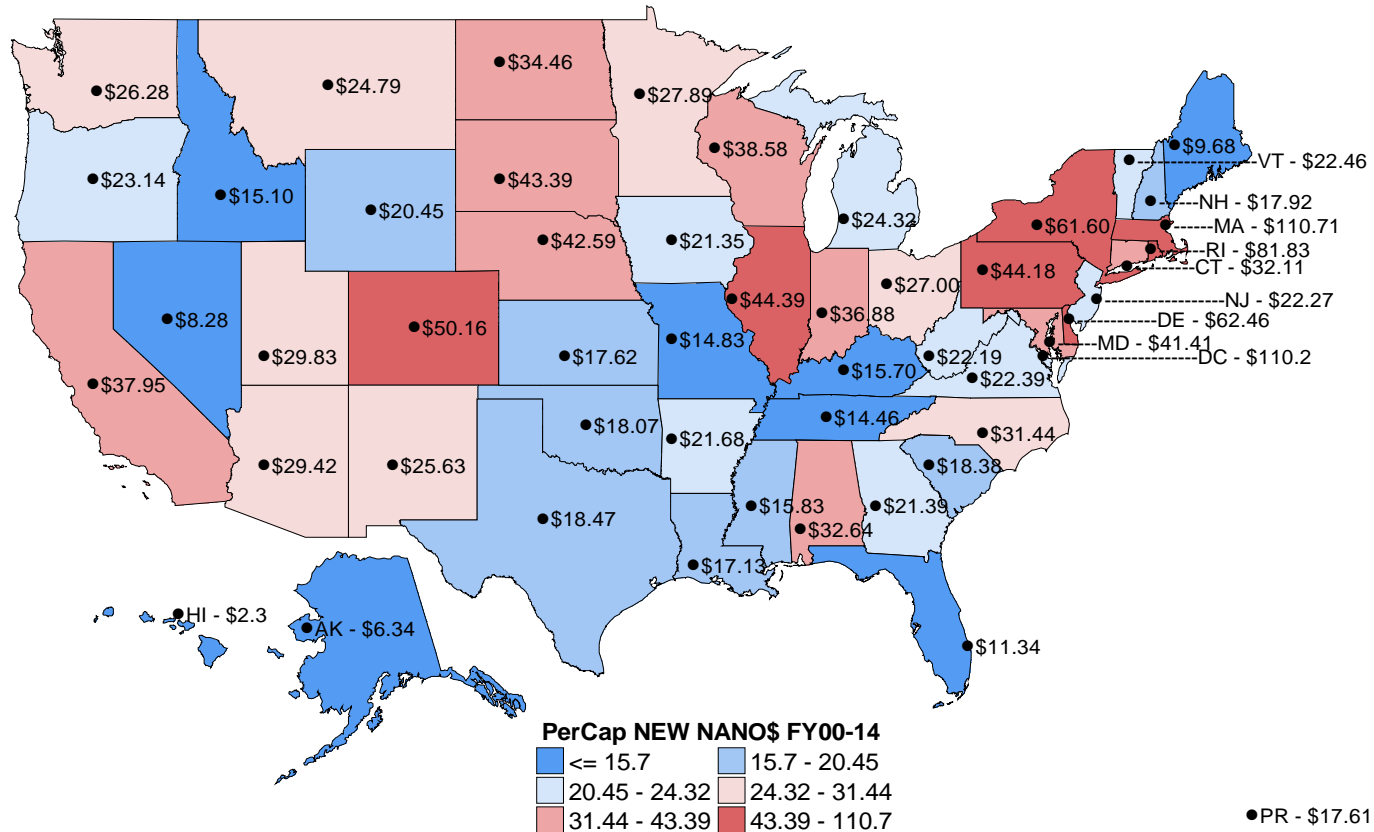 $34.46
$24.79
$26.28
$27.89
$38.58
$9.68
VT - $22.46
$23.14
$43.39
$15.10
NH - $17.92
$20.45
$24.32
$61.60
MA - $110.71
$42.59
$21.35
RI - $81.83
CT - $32.11
$44.18
$27.00
$44.39
NJ - $22.27
$36.88
$8.28
DE - $62.46
$50.16
$14.83
MD - $41.41
$29.83
$17.62
$22.19
DC - $110.2
$15.70
$22.39
$37.95
$14.46
$18.07
$31.44
$21.68
$29.42
$25.63
$18.38
$15.83
$21.39
$18.47
$32.64
$17.13
HI - $2.3
AK - $6.34
$11.34
PerCap NEW NANO$ FY00-14
<= 15.7
15.7 - 20.45
20.45 - 24.32
24.32 - 31.44
31.44 - 43.39
43.39 - 110.7
PR - $17.61